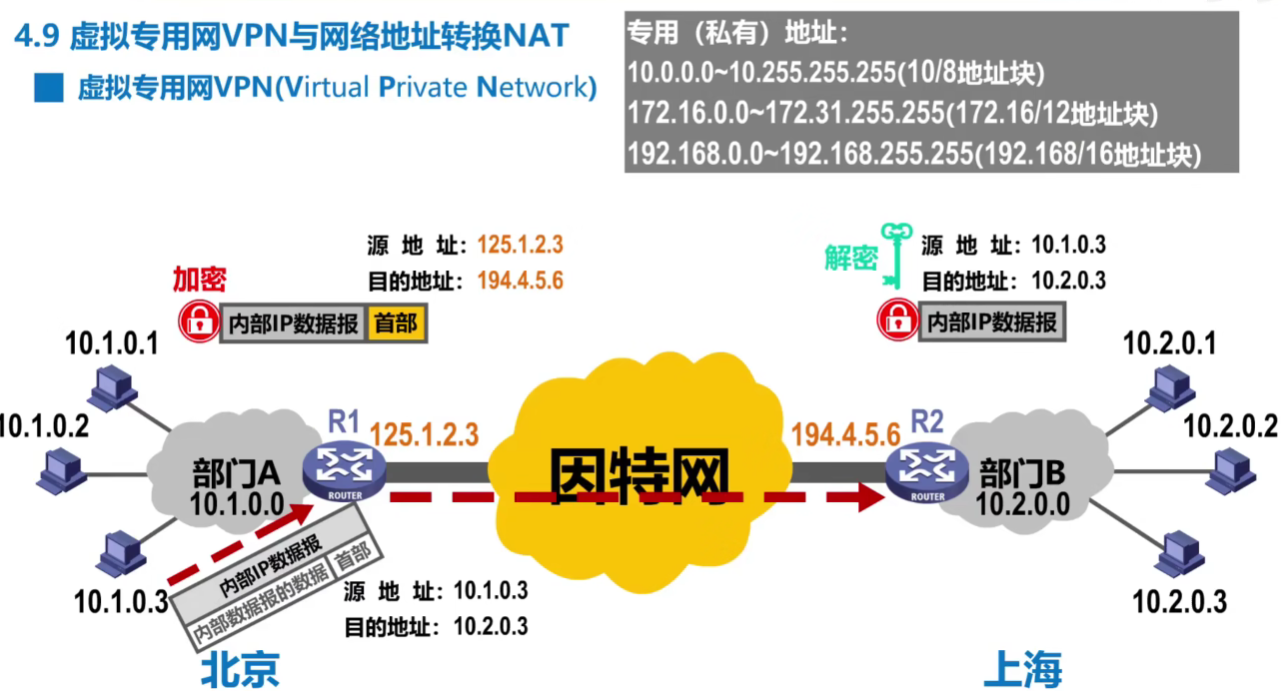 4.9 虚拟专用网VPN与网络地址转换NAT
虚拟专用网VPN(Virtual Private Network)
专用（私有）地址：
10.0.0.0~10.255.255.255(10/8地址块)
172.16.0.0~172.31.255.255(172.16/12地址块)
192.168.0.0~192.168.255.255(192.168/16地址块)
源 地 址：125.1.2.3
目的地址：194.4.5.6
加密
内部IP数据报 首部
解密
源 地 址：10.1.0.3
目的地址：10.2.0.3
内部IP数据报
10.1.0.1
10.1.0.2
10.1.0.3
部门A
10.1.0.0
R1
ROUTER
125.1.2.3
因特网
194.4.5.6
R2
ROUTER
部门B
10.2.0.0
10.2.0.1
10.2.0.2
10.2.0.3
内部IP数据报
内部数据报的数据 首部
源 地 址：10.1.0.3
目的地址：10.2.0.3
北京
上海